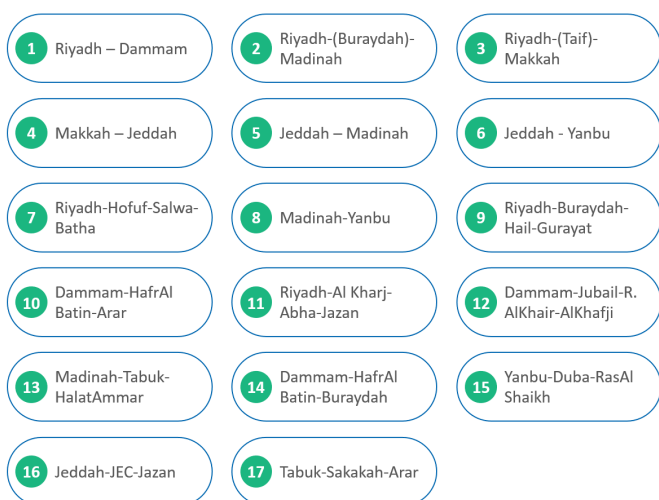 1 Riyadh – Dammam
2 Riyadh-(Buraydah)-
Madinah
3 Riyadh-(Taif)-
Makkah
4 Makkah – Jeddah
5 Jeddah – Madinah
6 Jeddah - Yanbu
7 Riyadh-Hofuf-Salwa-
Batha
8 Madinah-Yanbu
9 Riyadh-Buraydah-
Hail-Gurayat
10 Dammam-HafrAl
Batin-Arar
11 Riyadh-Al Kharj-
Abha-Jazan
12 Dammam-Jubail-R.
AlKhair-AlKhafji
13 Madinah-Tabuk-
HalatAmmar
14 Dammam-HafrAl
Batin-Buraydah
15 Yanbu-Duba-RasAl
Shaikh
16 Jeddah-JEC-Jazan
17 Tabuk-Sakakah-Arar